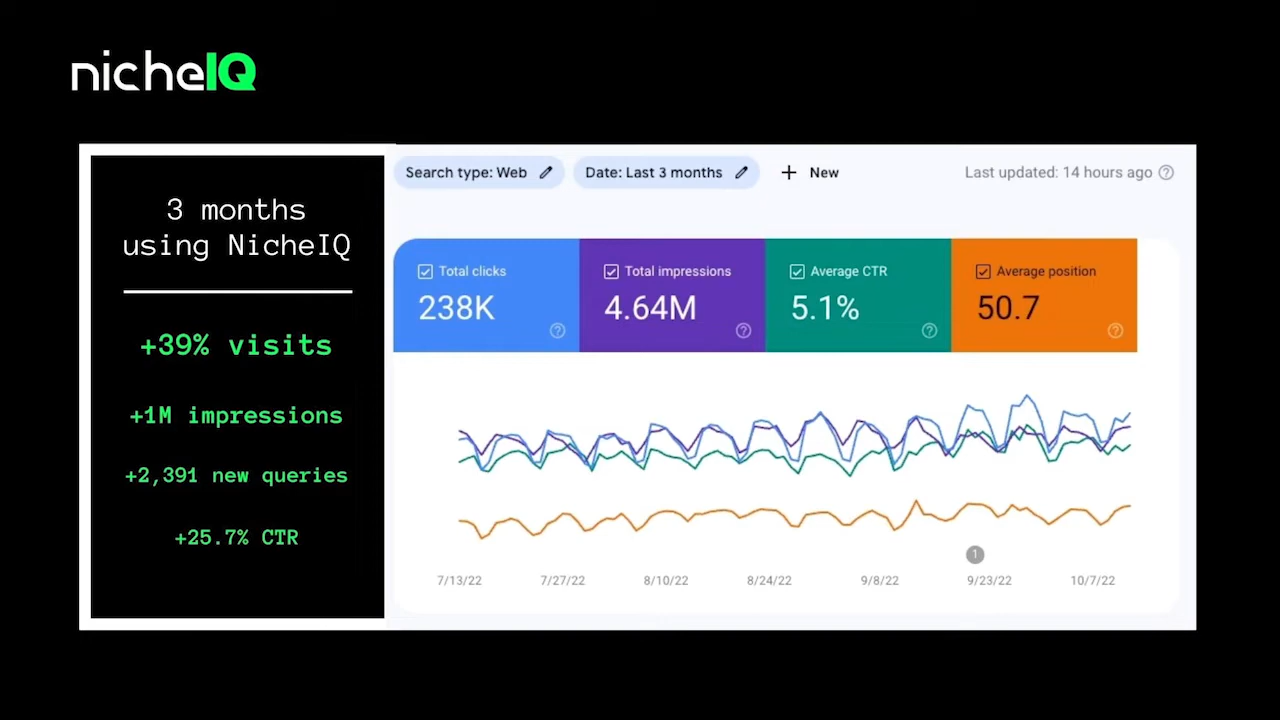 nicheIQ
3 months
using NicheIQ
+39% visits
+1M impressions
+2,391 new queries
+25.7% CTR
Search type: Web
Date: Last 3 months
+ New
Last updated: 14 hours ago
Total clicks
238K
Total impressions
4.64M
Average CTR
5.1%
Average position
50.7
1
7/13/22
7/27/22
8/10/22
8/24/22
9/8/22
9/23/22
10/7/22